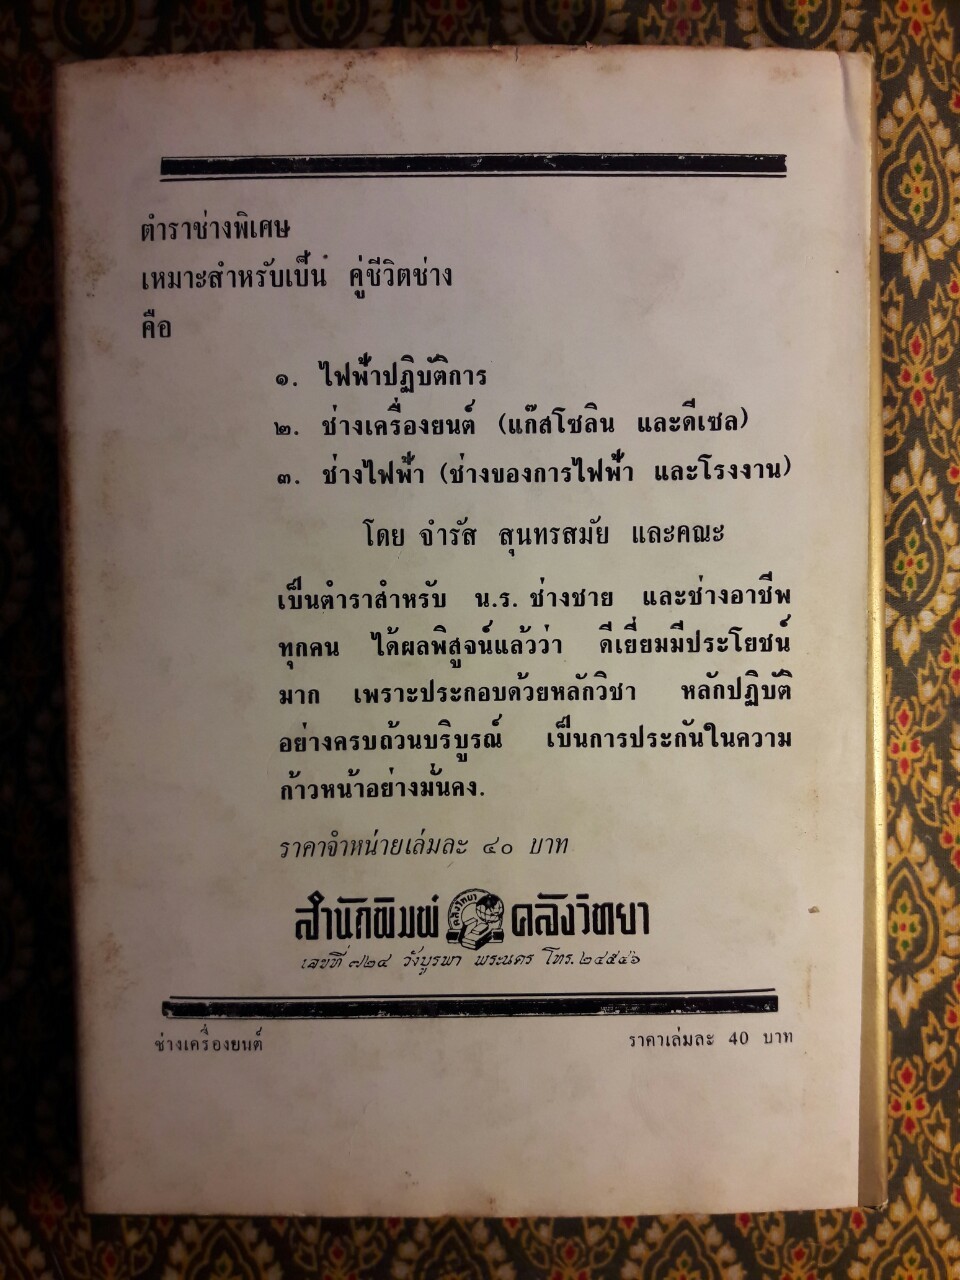 ตำราช่างพิเศษ
เหมาะสำหรับเป็น คู่ชีวิตช่าง
คือ
๑. ไฟฟ้าปฏิบัติการ
๒. ช่างเครื่องยนต์ (แก๊สโซลิน และดีเซล)
๓. ช่างไฟฟ้า (ช่างของการไฟฟ้า และโรงงาน)
โดย จำรัส สุนทรสมัย และคณะ
เป็นตำราสำหรับ น.ร. ช่างชาย และช่างอาชีพ
ทุกคน ได้ผลพิสูจน์แล้วว่า ดีเยี่ยมมีประโยชน์
มาก เพราะประกอบด้วยหลักวิชา หลักปฏิบัติ
อย่างครบถ้วนบริบูรณ์ เป็นการประกันในความ
ก้าวหน้าอย่างมั่นคง.
ราคาจำหน่ายเล่มละ ๔๐ บาท
สำนักพิมพ์ คลังวิทยา คลังวิทยา
เลขที่ ๗๒๔ วังบูรพา พระนคร โทร. ๒๔๕๔๖
ช่างเครื่องยนต์ ราคาเล่มละ 40 บาท